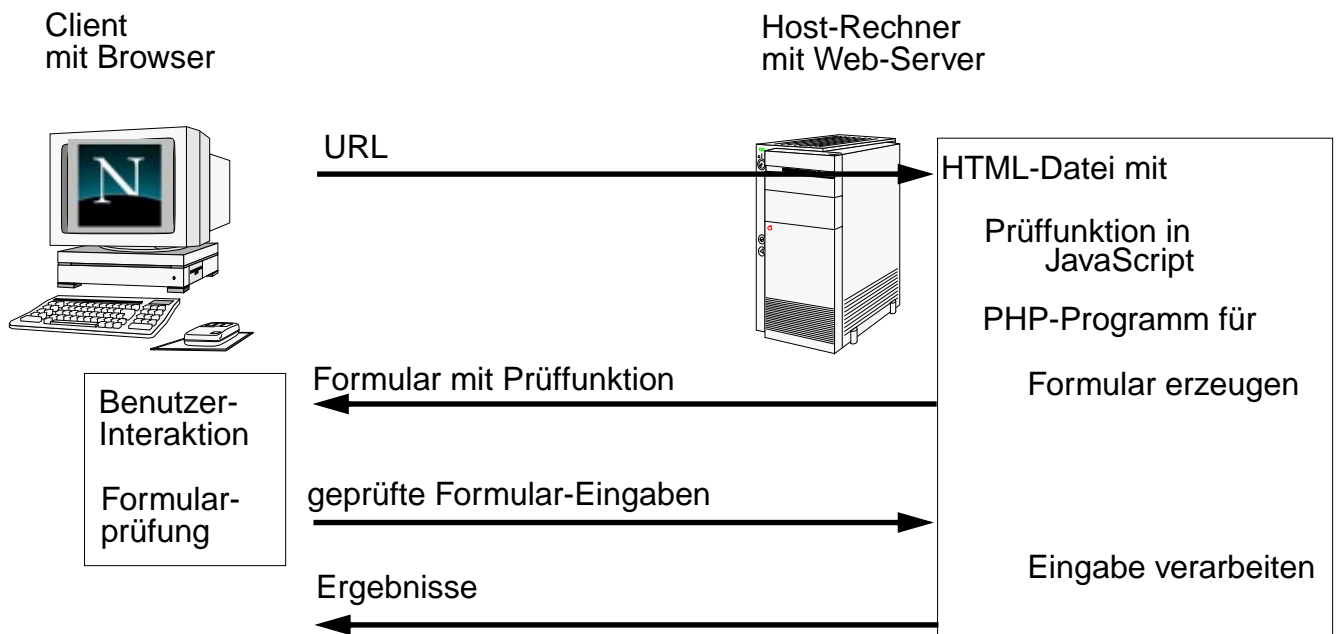 Client
mit Browser
Host-Rechner
mit Web-Server
N
URL
HTML-Datei mit
Prüffunktion in
JavaScript
PHP-Programm für
Formular mit Prüffunktion
Formular erzeugen
Benutzer-
Interaktion
Formular-
prüfung
geprüfte Formular-Eingaben
Eingabe verarbeiten
Ergebnisse